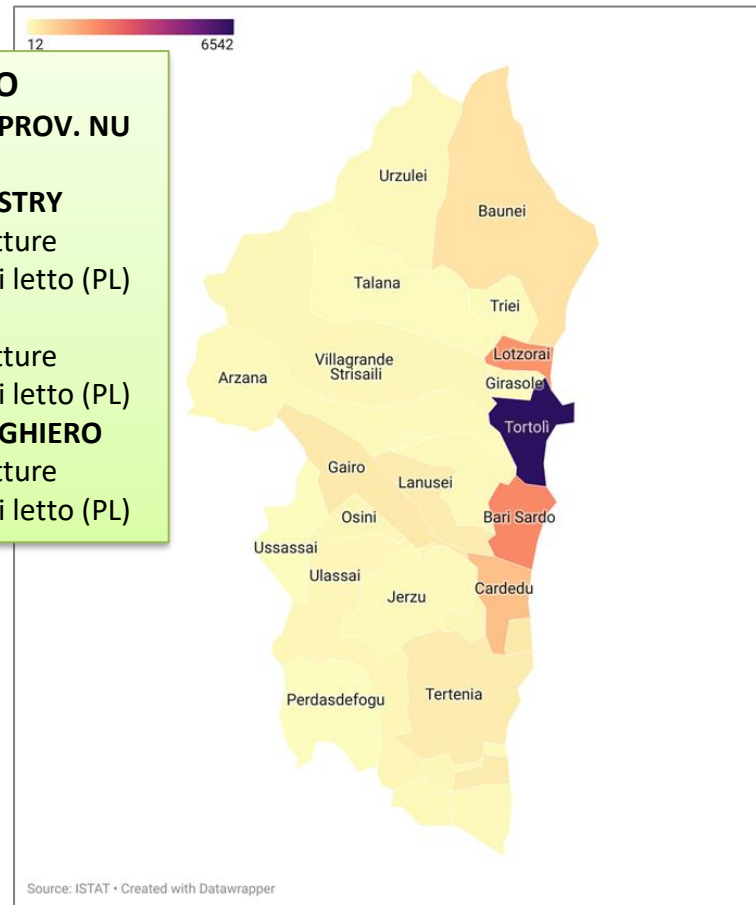 12
6542
O
PROV. NU
STRY
tture
i letto (PL)
tture
i letto (PL)
GHIERO
tture
i letto (PL)
Urzulei
Baunei
Talana
Triei
Lotzorai
Arzana
Villagrande
Strisaili
Girasole
Tortolì
Gairo
Lanusei
Osini
Bari Sardo
Ussassai
Ulassai
Jerzu
Cardedu
Perdasdefogu
Tertenia
Source: ISTAT • Created with Datawrapper